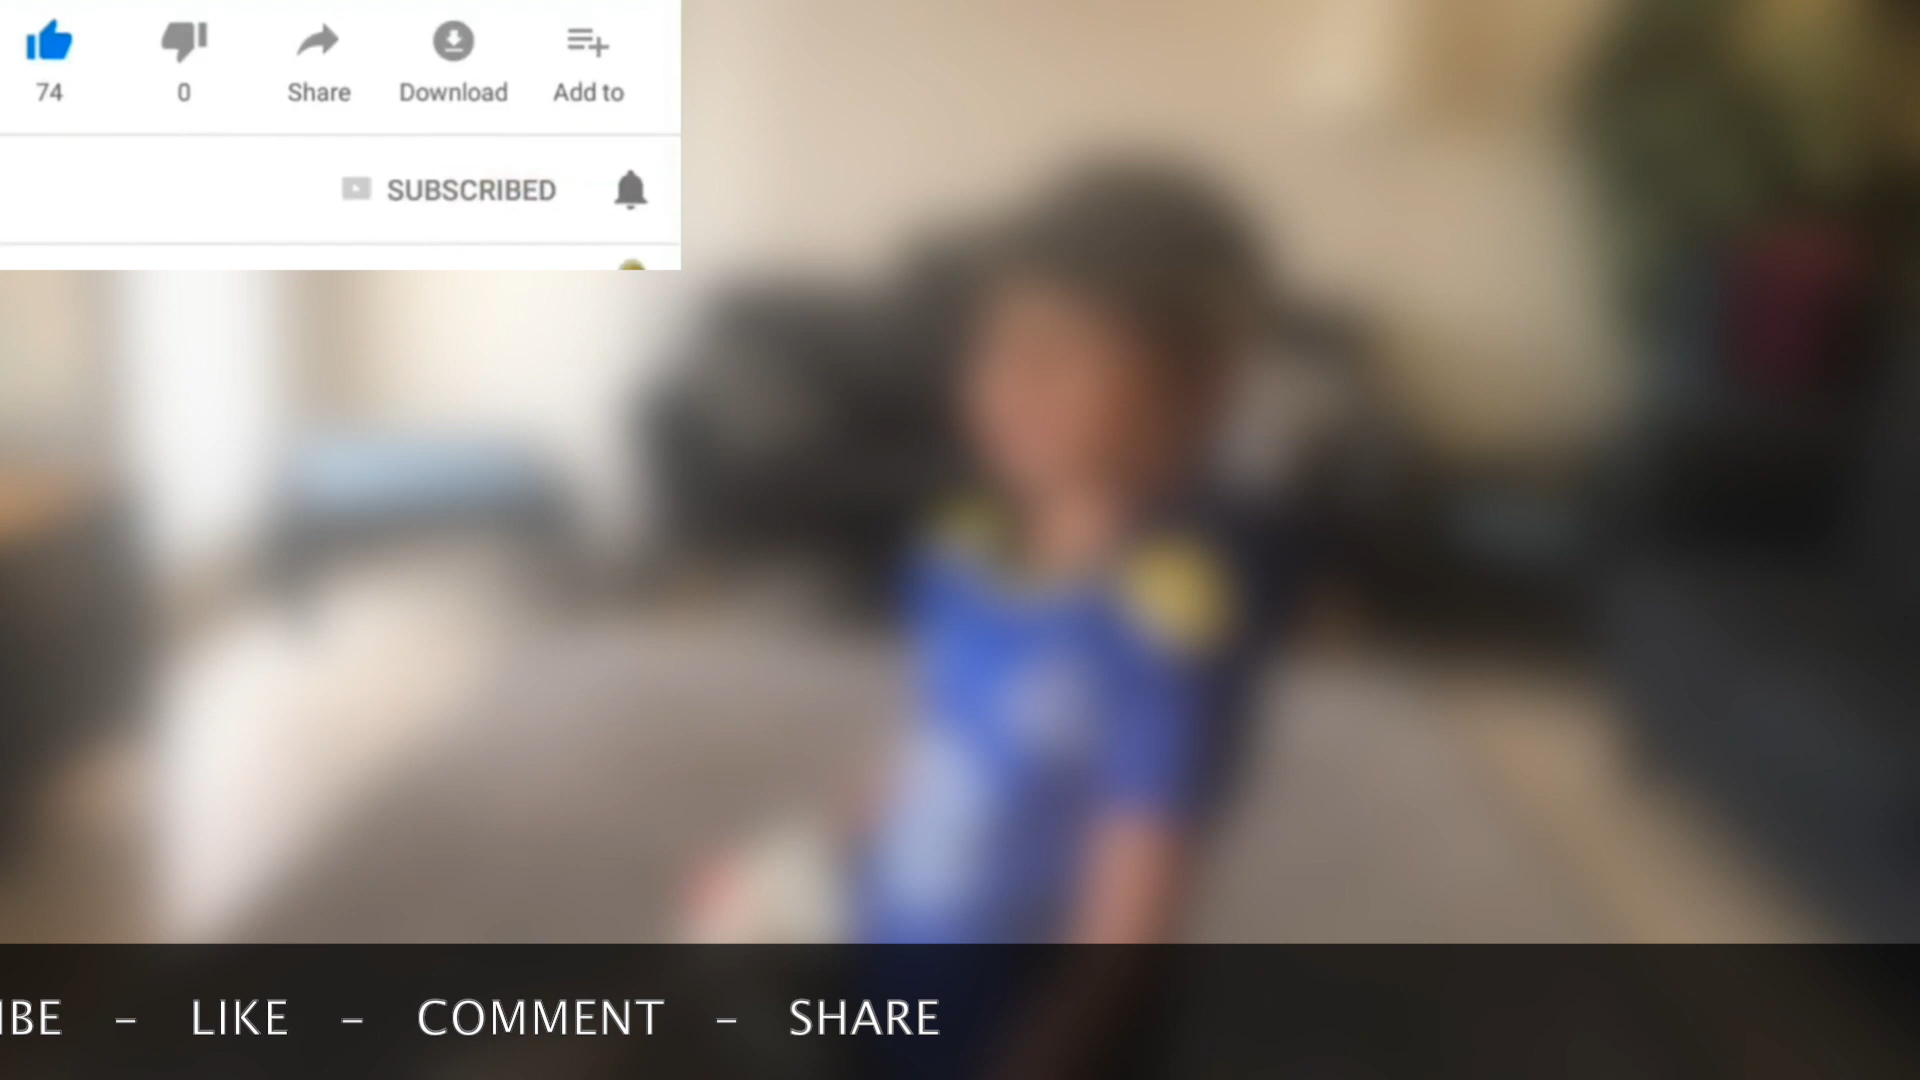 74 0 Share Download Add to
SUBSCRIBED
IBE – LIKE – COMMENT – SHARE